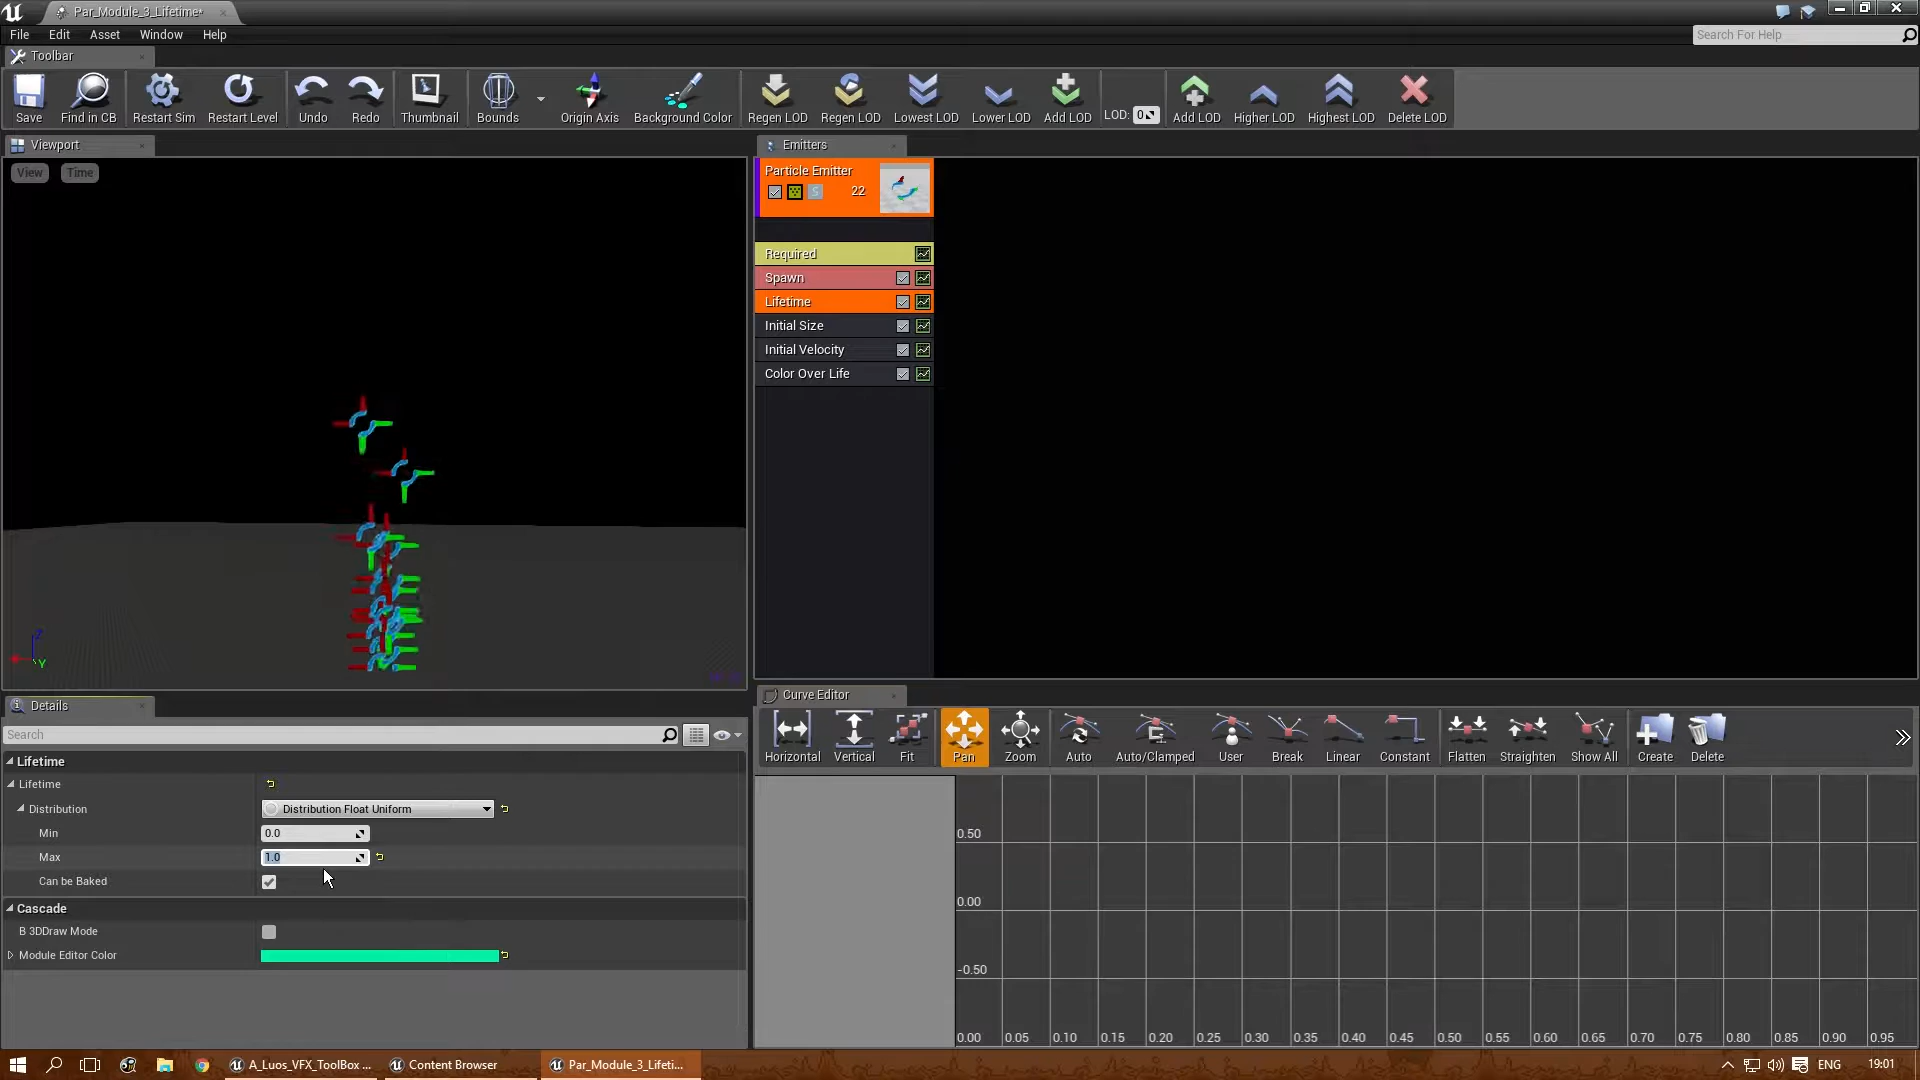 Par_Module_3_Lifetime*
File Edit Asset Window Help
Search For Help
Toolbar
Save Find in CB Restart Sim Restart Level Undo Redo Thumbnail Bounds Origin Axis Background Color Regen LOD Regen LOD Lowest LOD Lower LOD Add LOD LOD: 0 Add LOD Higher LOD Highest LOD Delete LOD
Viewport
View Time
Z
Y
Emitters
Particle Emitter
22
Required
Spawn
Lifetime
Initial Size
Initial Velocity
Color Over Life
Details
Search
Lifetime
Lifetime
Distribution Distribution Float Uniform
Min 0.0
Max 1.0
Can be Baked
Cascade
B 3DDraw Mode
Module Editor Color
Curve Editor
Horizontal Vertical Fit Pan Zoom Auto Auto/Clamped User Break Linear Constant Flatten Straighten Show All Create Delete
0.50
0.00
-0.50
0.00 0.05 0.10 0.15 0.20 0.25 0.30 0.35 0.40 0.45 0.50 0.55 0.60 0.65 0.70 0.75 0.80 0.85 0.90 0.95
A_Luos_VFX_ToolBox ... Content Browser Par_Module_3_Lifeti... ENG 19:01